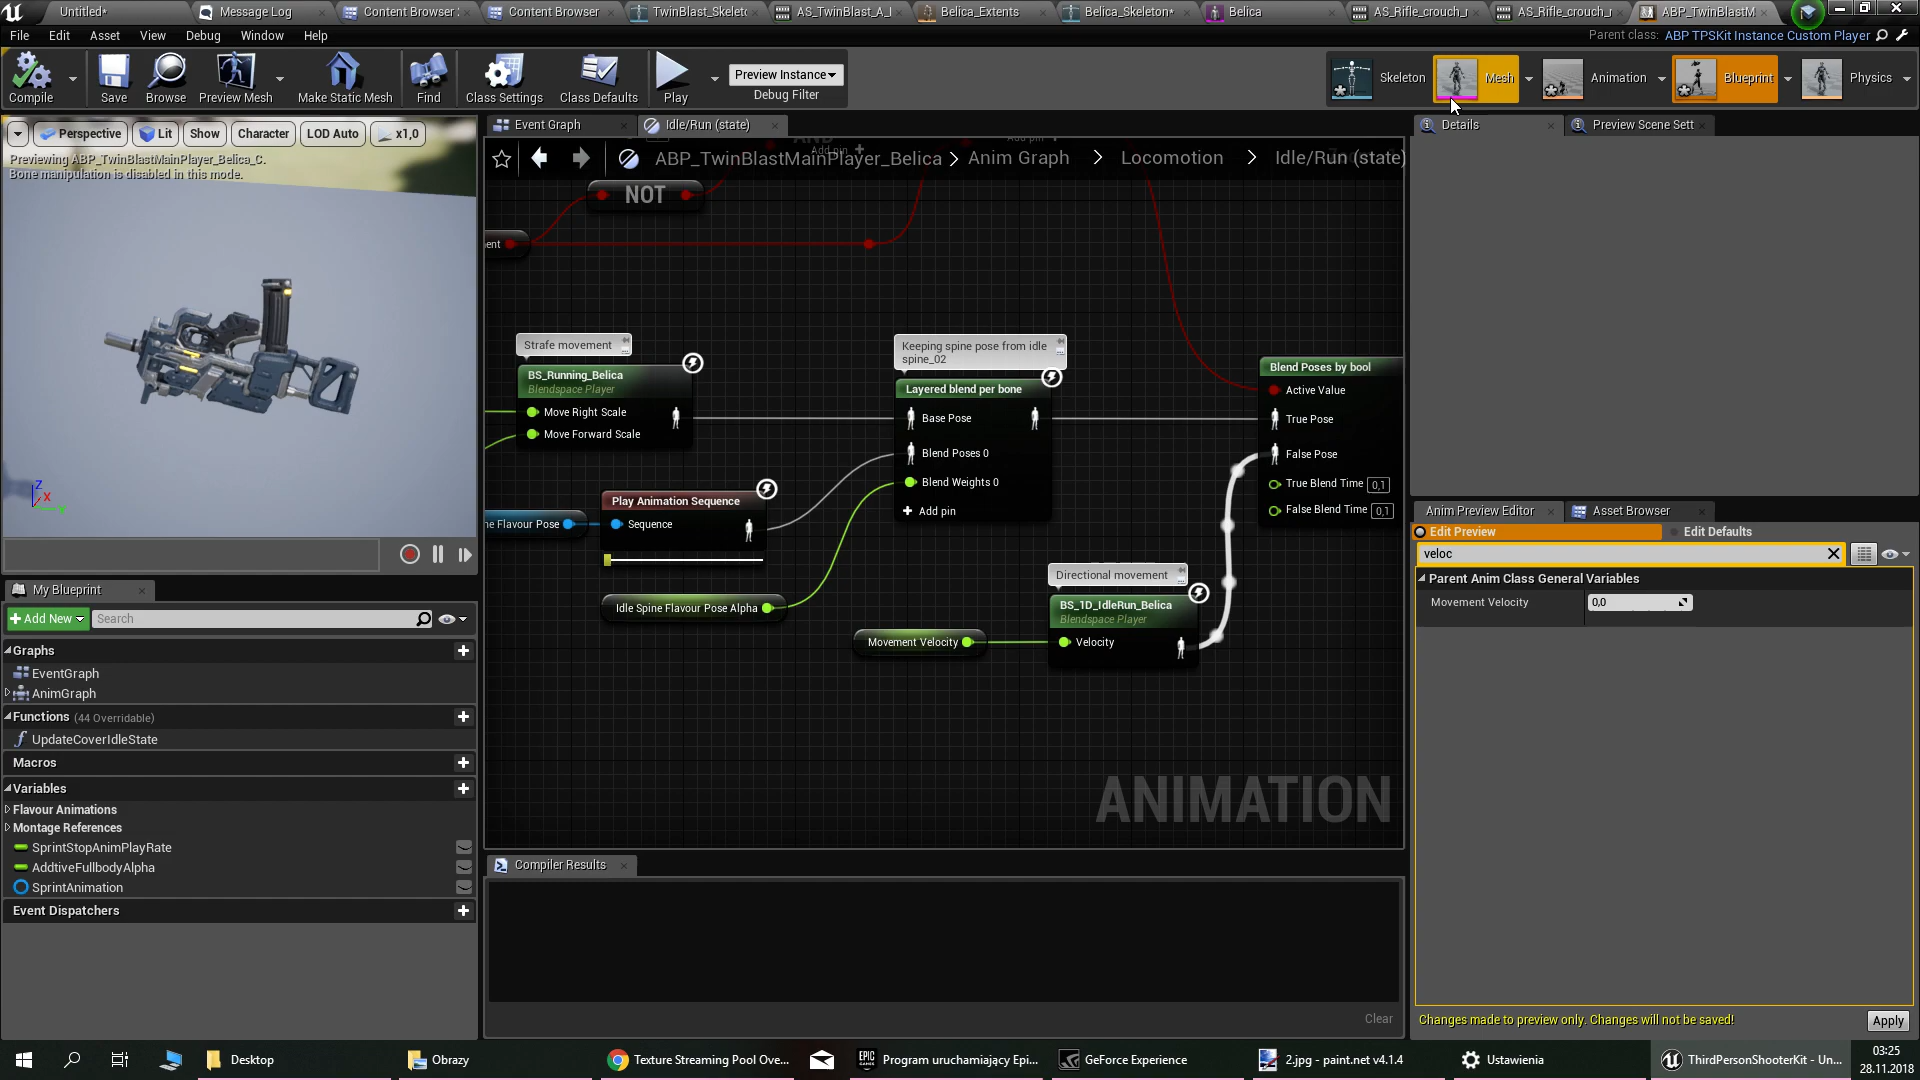 Untitled*
Message Log
Content Browser
Content Browser
TwinBlast_Skelet
AS_TwinBlast_A_I
Belica_Extents
Belica_Skeleton*
Belica
AS_Rifle_crouch_
AS_Rifle_crouch_
ABP_TwinBlastM
File Edit Asset View Debug Window Help
Parent class: ABP TPSKit Instance Custom Player
Compile
Save
Browse
Preview Mesh
Make Static Mesh
Find
Class Settings
Class Defaults
Play
Preview Instance
Debug Filter
Skeleton
Mesh
Animation
Blueprint
Physics
Perspective
Lit
Show
Character
LOD Auto
x1,0
Previewing ABP_TwinBlastMainPlayer_Belica_C.
Bone manipulation is disabled in this mode.
Z
X
Event Graph
Idle/Run (state)
ABP_TwinBlastMainPlayer_Belica > Anim Graph > Locomotion > Idle/Run (state)
NOT
ent
Strafe movement
BS_Running_Belica
Blendspace Player
Move Right Scale
Move Forward Scale
Keeping spine pose from idle
spine_02
Layered blend per bone
Base Pose
Blend Poses 0
Blend Weights 0
Add pin
Blend Poses by bool
Active Value
True Pose
False Pose
True Blend Time 0,1
False Blend Time 0,1
ne Flavour Pose
Play Animation Sequence
Sequence
Idle Spine Flavour Pose Alpha
Directional movement
BS_1D_IdleRun_Belica
Blendspace Player
Velocity
Movement Velocity
ANIMATION
My Blueprint
Add New
Search
Graphs
EventGraph
AnimGraph
Functions (44 Overridable)
UpdateCoverIdleState
Macros
Variables
Flavour Animations
Montage References
SprintStopAnimPlayRate
AddtiveFullbodyAlpha
SprintAnimation
Event Dispatchers
Compiler Results
Clear
Details
Preview Scene Sett
Anim Preview Editor
Asset Browser
Edit Preview
Edit Defaults
veloc
Parent Anim Class General Variables
Movement Velocity
0,0
Changes made to preview only. Changes will not be saved!
Apply
Desktop
Obrazy
Texture Streaming Pool Ove...
EPIC GAMES
Program uruchamiający Epi...
GeForce Experience
2.jpg - paint.net v4.1.4
Ustawienia
ThirdPersonShooterKit - Un...
03:25
28.11.2018